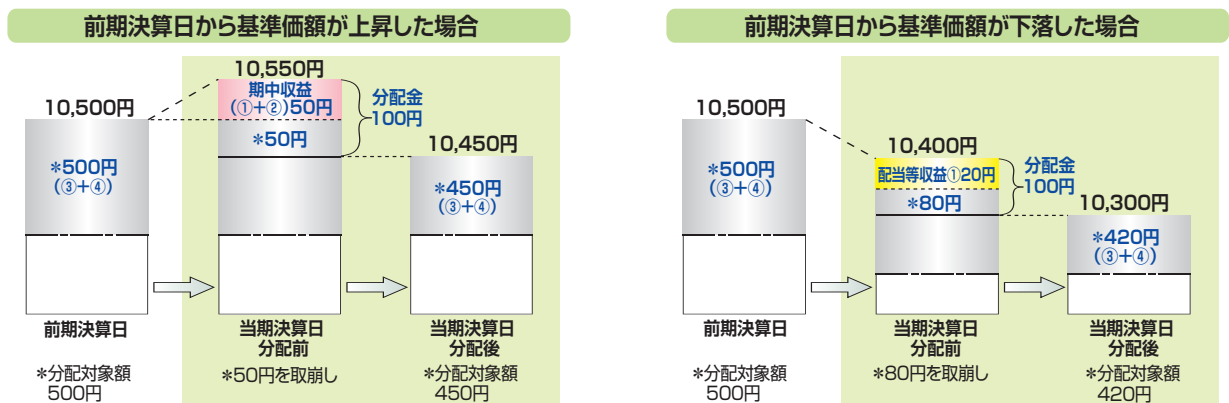 前期決算日から基準価額が上昇した場合
10,550円
期中収益
(①+②)50円
分配金
100円
10,500円
*50円
10,450円
*500円
(③+④)
*450円
(③+④)
前期決算日
当期決算日
分配前
当期決算日
分配後
*分配対象額
500円
*50円を取崩し
*分配対象額
450円
前期決算日から基準価額が下落した場合
10,500円
10,400円
*500円
(③+④)
配当等収益①20円
分配金
100円
*80円
10,300円
*420円
(③+④)
前期決算日
当期決算日
分配前
当期決算日
分配後
*分配対象額
500円
*80円を取崩し
*分配対象額
420円